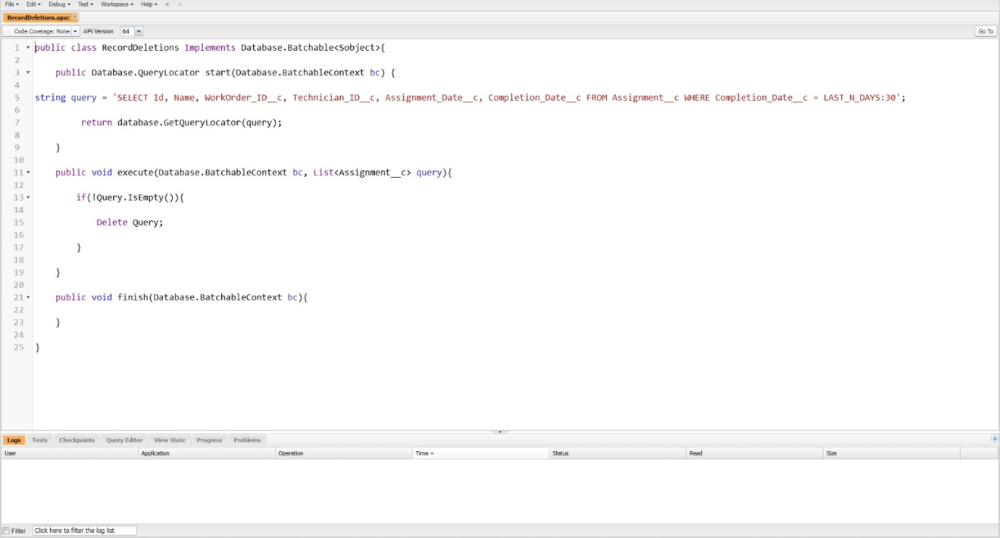 File Edit Debug Test Workspace Help < >
RecordDeletions.apxc
Code Coverage: None API Version: 64 Go To
1 public class RecordDeletions Implements Database.Batchable<Sobject>{
2
3 public Database.QueryLocator start(Database.BatchableContext bc) {
4
5 string query = 'SELECT Id, Name, WorkOrder_ID__c, Technician_ID__c, Assignment_Date__c, Completion_Date__c FROM Assignment__c WHERE Completion_Date__c = LAST_N_DAYS:30';
6
7 return database.GetQueryLocator(query);
8
9 }
10
11 public void execute(Database.BatchableContext bc, List<Assignment__c> query){
12
13 if(!Query.IsEmpty()){
14
15 Delete Query;
16
17 }
18
19 }
20
21 public void finish(Database.BatchableContext bc){
22
23 }
24
25 }
Logs Tests Checkpoints Query Editor View State Progress Problems
User Application Operation Time Status Read Size
Filter Click here to filter the log list